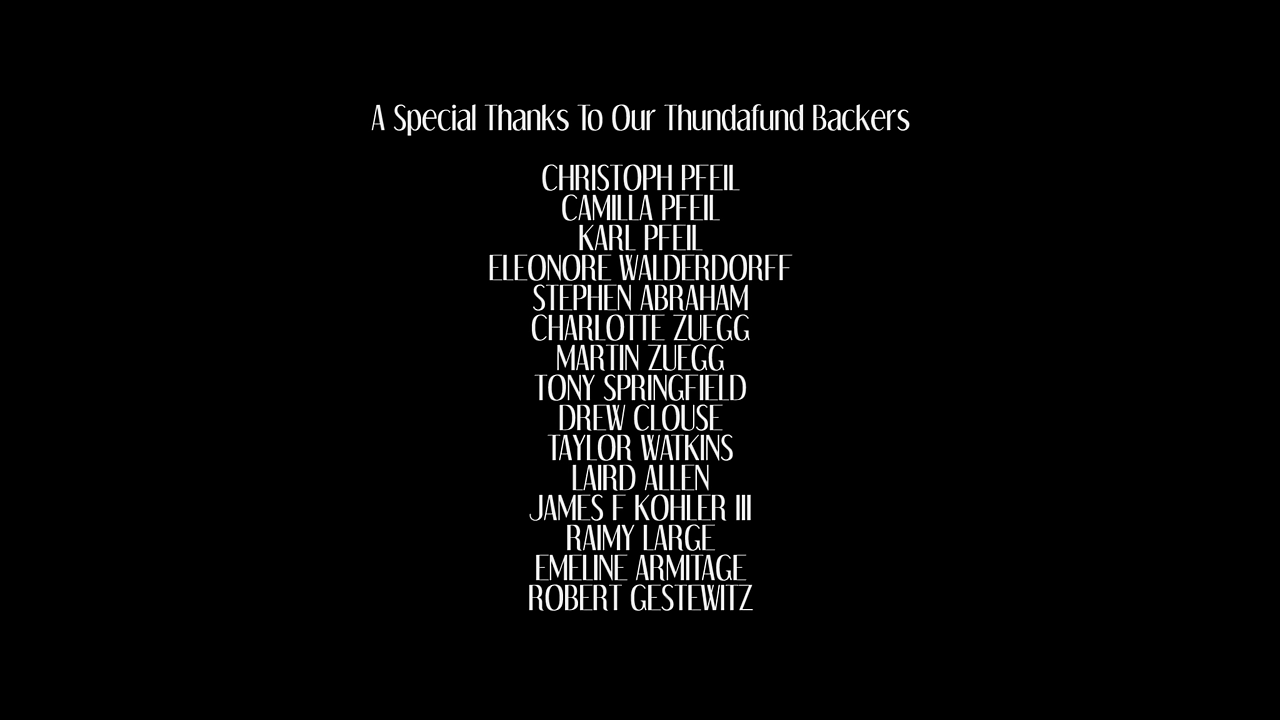 A Special Thanks To Our Thundafund Backers
CHRISTOPH PFEIL
CAMILLA PFEIL
KARL PFEIL
ELEONORE WALDERDORFF
STEPHEN ABRAHAM
CHARLOTTE ZUEGG
MARTIN ZUEGG
TONY SPRINGFIELD
DREW CLOUSE
TAYLOR WATKINS
LAIRD ALLEN
JAMES F KOHLER III
RAIMY LARGE
EMELINE ARMITAGE
ROBERT GESTEWITZ